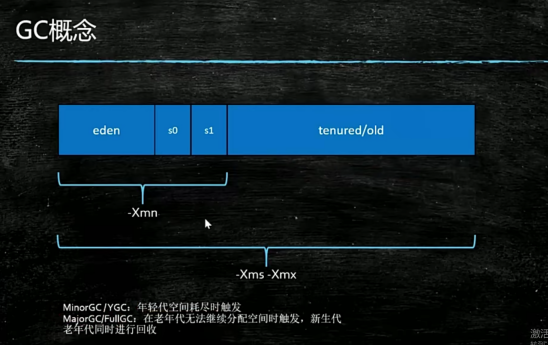 GC概念
eden
s0
s1
tenured/old
-Xmn
-Xms -Xmx
MinorGC/YGC：年轻代空间耗尽时触发
MajorGC/FullGC：在老年代无法继续分配空间时触发，新生代
老年代同时进行回收
激活